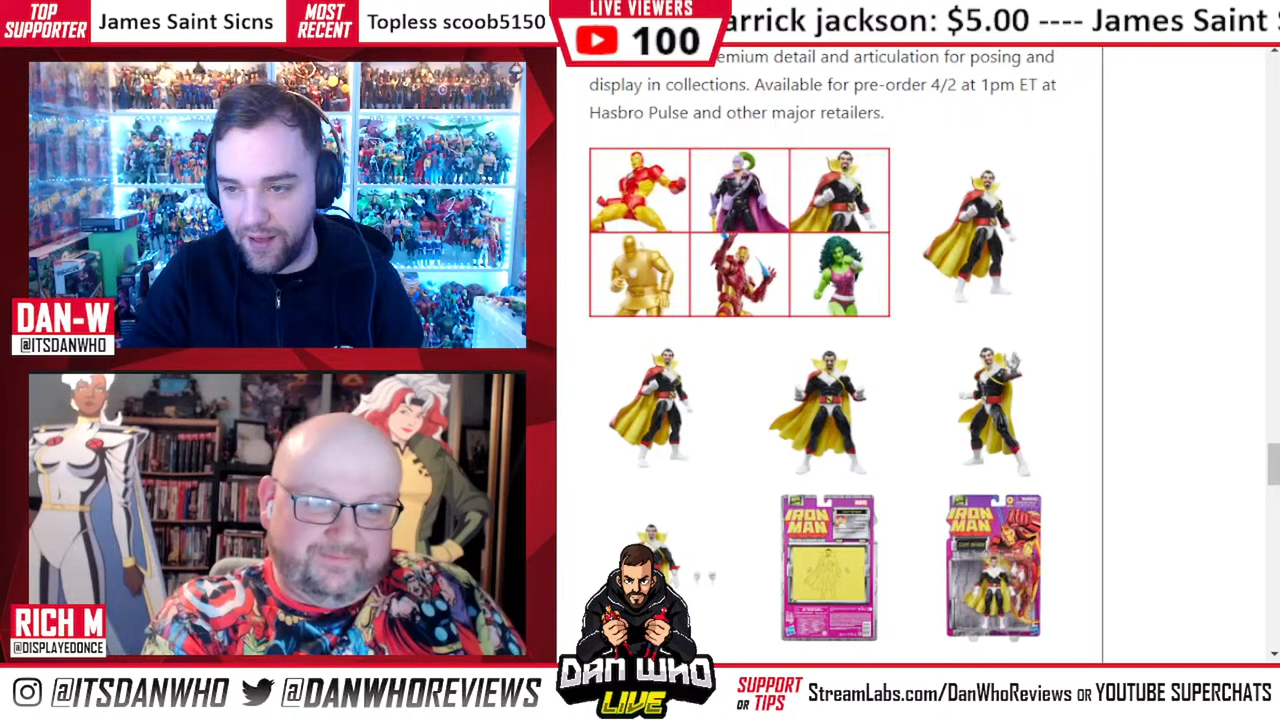 TOP
SUPPORTER
James Saint Sicns
MOST
RECENT
Topless scoob5150
LIVE VIEWERS
100
arrick jackson: $5.00 ---- James Saint
emium detail and articulation for posing and
display in collections. Available for pre-order 4/2 at 1pm ET at
Hasbro Pulse and other major retailers.
DAN-W
@ITSDANWHO
RICH M
@DISPLAYEDONCE
IRON
MAN
IRON
MAN
DAN WHO
LIVE
@ITSDANWHO
@DANWHOREVIEWS
SUPPORT
OR TIPS
StreamLabs.com/DanWhoReviews OR YOUTUBE SUPERCHATS